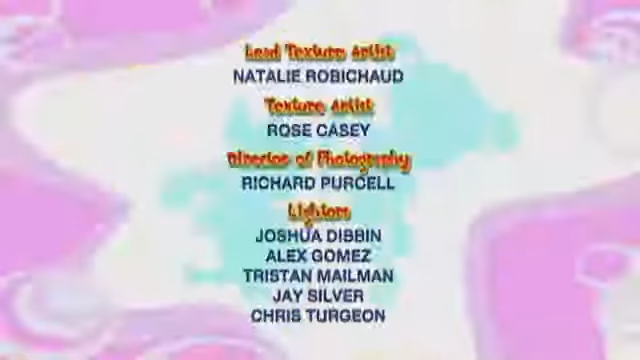 Lead Texture Artist
NATALIE ROBICHAUD
Texture Artist
ROSE CASEY
Director of Photography
RICHARD PURCELL
Lighters
JOSHUA DIBBIN
ALEX GOMEZ
TRISTAN MAILMAN
JAY SILVER
CHRIS TURGEON